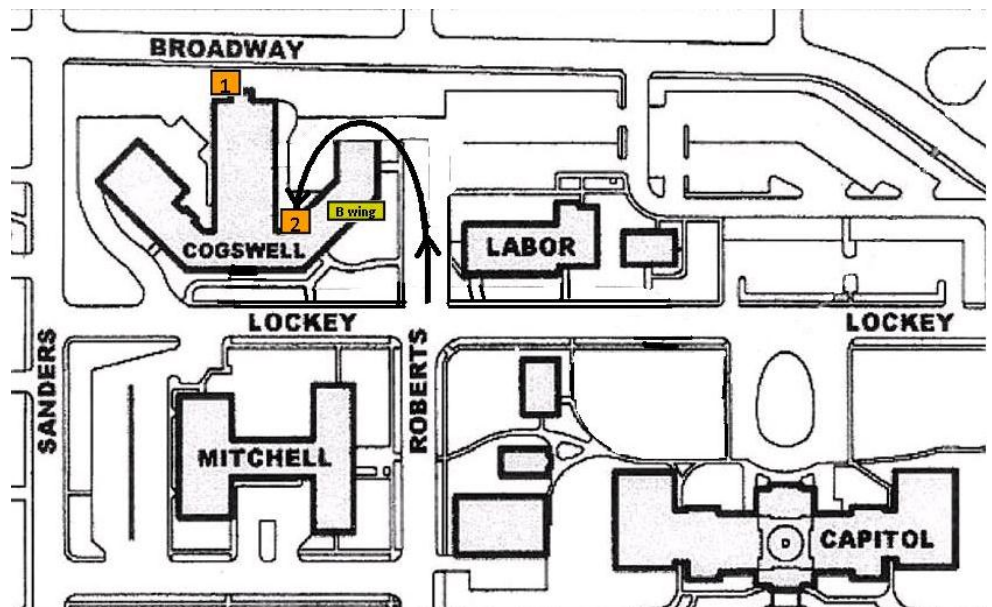 BROADWAY
1
2
B wing
COGSWELL
LABOR
LOCKEY
LOCKEY
SANDERS
ROBERTS
MITCHELL
CAPITOL
D